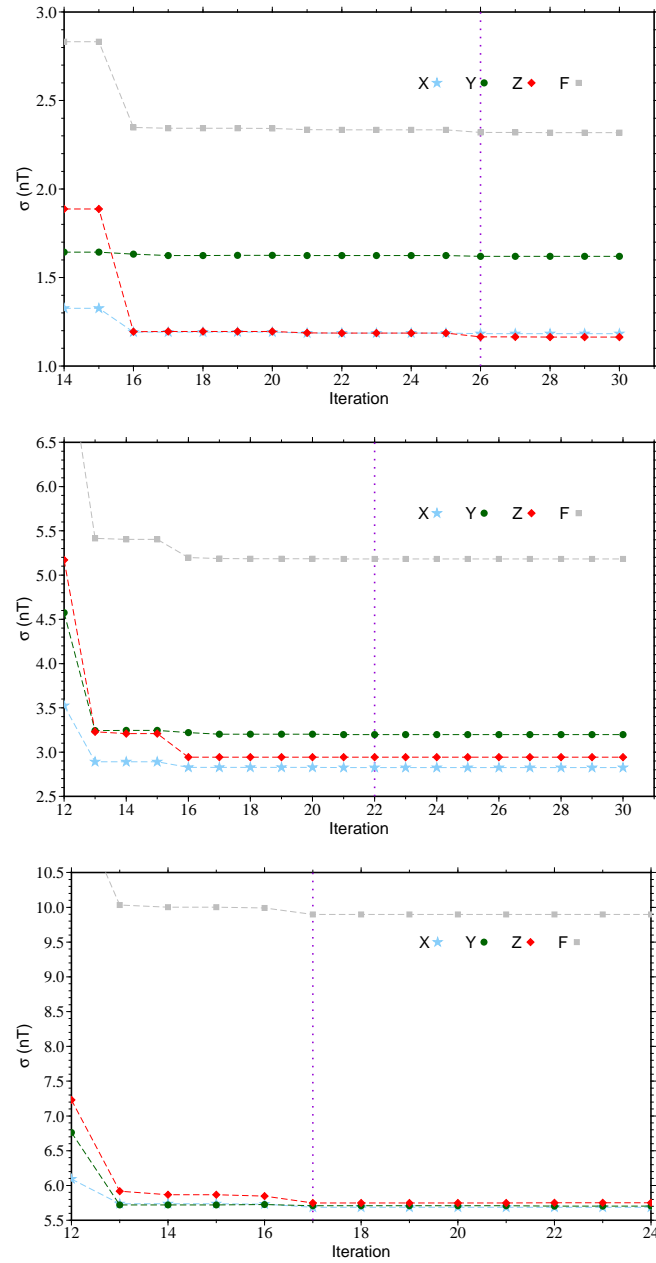 3.0
2.5
2.0
1.5
1.0
σ (nT)
X Y Z F
14 16 18 20 22 24 26 28 30
Iteration
6.5
6.0
5.5
5.0
4.5
4.0
3.5
3.0
2.5
σ (nT)
X Y Z F
12 14 16 18 20 22 24 26 28 30
Iteration
10.5
10.0
9.5
9.0
8.5
8.0
7.5
7.0
6.5
6.0
5.5
σ (nT)
X Y Z F
12 14 16 18 20 22 24
Iteration